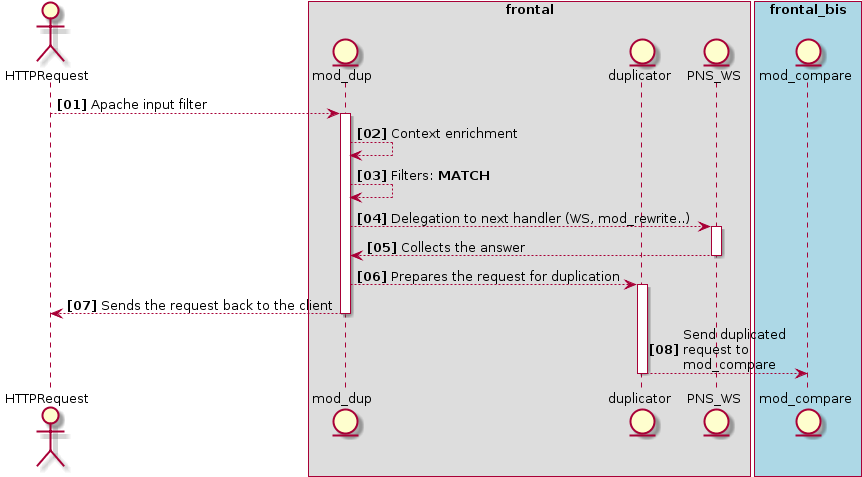 frontal
frontal_bis
HTTPRequest
mod_dup
duplicator
PNS_WS
mod_compare
[01] Apache input filter
[02] Context enrichment
[03] Filters: MATCH
[04] Delegation to next handler (WS, mod_rewrite..)
[05] Collects the answer
[06] Prepares the request for duplication
[07] Sends the request back to the client
Send duplicated
[08] request to
mod_compare
HTTPRequest
mod_dup
duplicator
PNS_WS
mod_compare